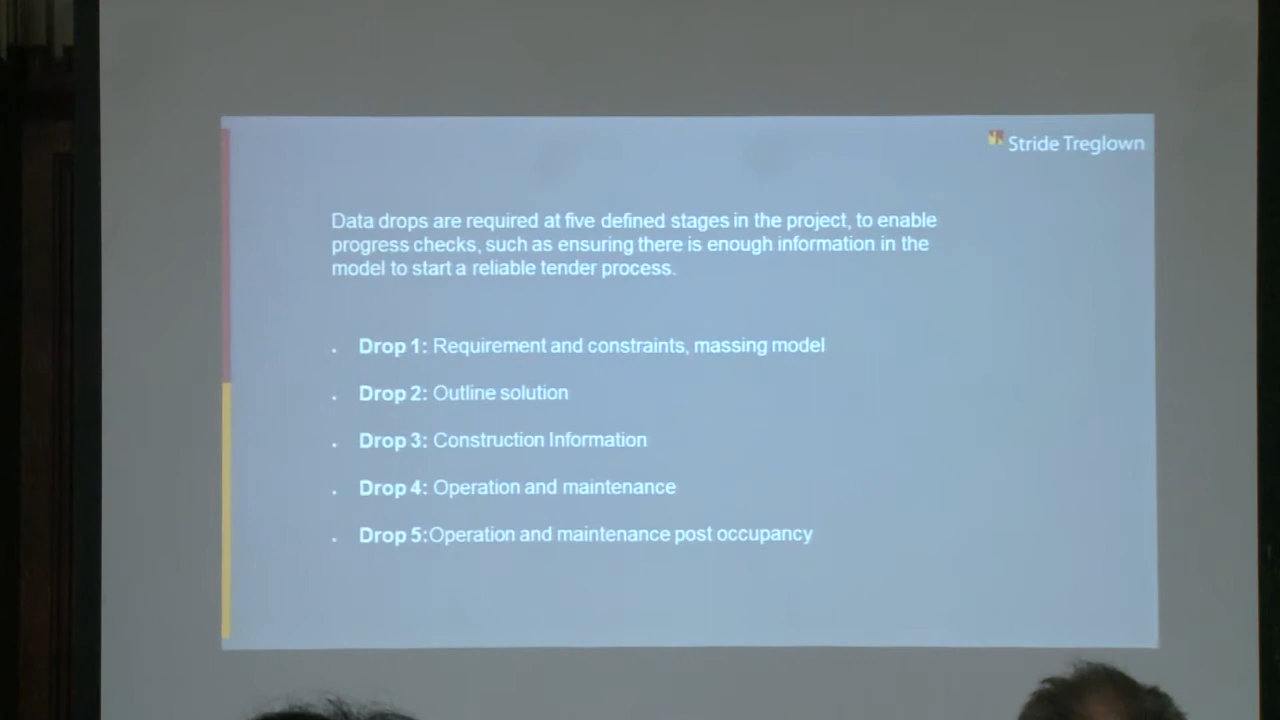 Stride Treglown
Data drops are required at five defined stages in the project, to enable
progress checks, such as ensuring there is enough information in the
model to start a reliable tender process.
. Drop 1: Requirement and constraints, massing model
. Drop 2: Outline solution
. Drop 3: Construction Information
. Drop 4: Operation and maintenance
. Drop 5:Operation and maintenance post occupancy